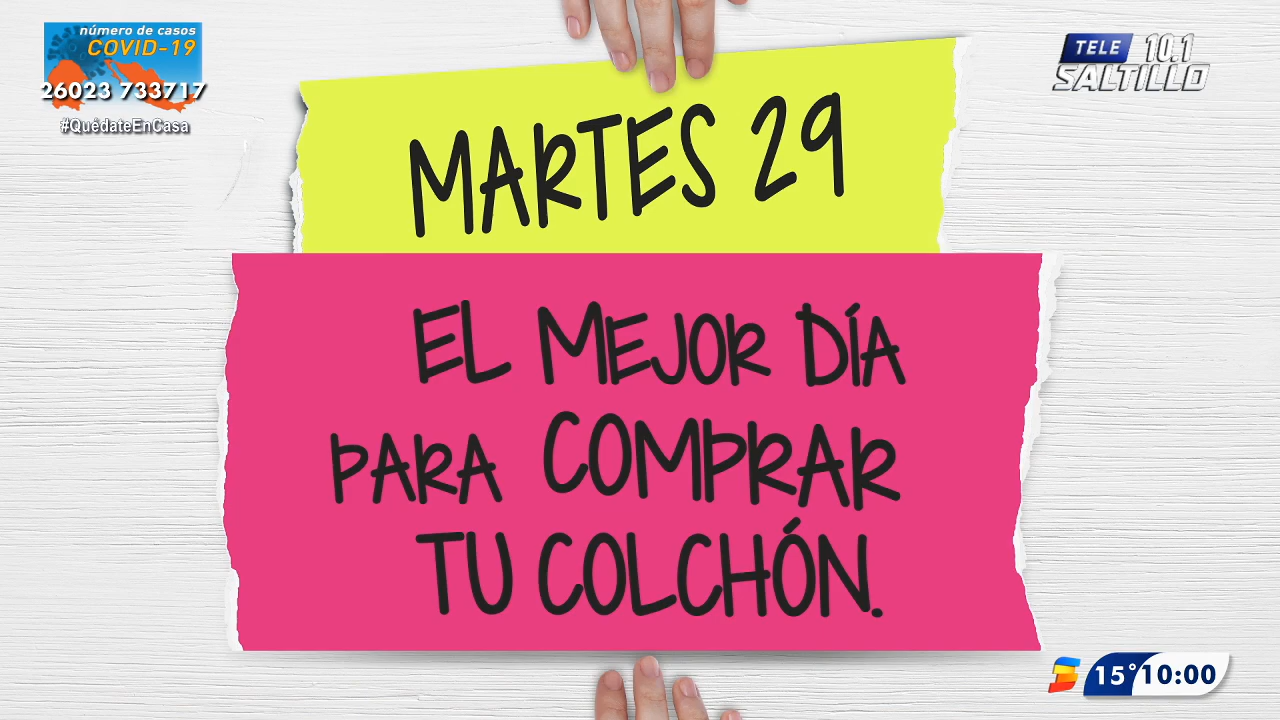 número de casos
COVID-19
26023 733717
#QuédateEnCasa
TELE 10.1
SALTILLO
MARTES 29
EL MEJOR DÍA
PARA COMPRAR
TU COLCHÓN.
15° 10:00